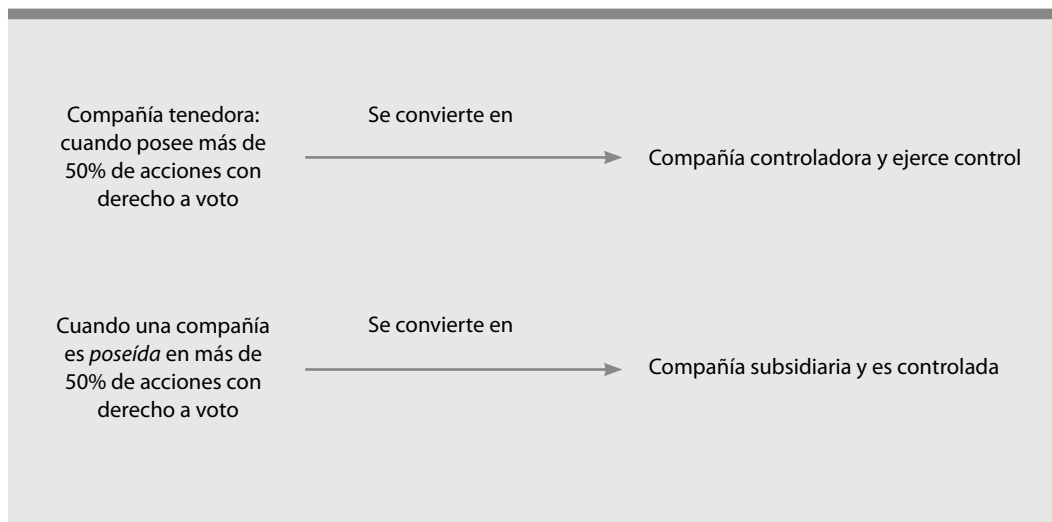 Compañía tenedora:
cuando posee más de
50% de acciones con
derecho a voto
Se convierte en
Compañía controladora y ejerce control
Cuando una compañía
es poseída en más de
50% de acciones con
derecho a voto
Se convierte en
Compañía subsidiaria y es controlada